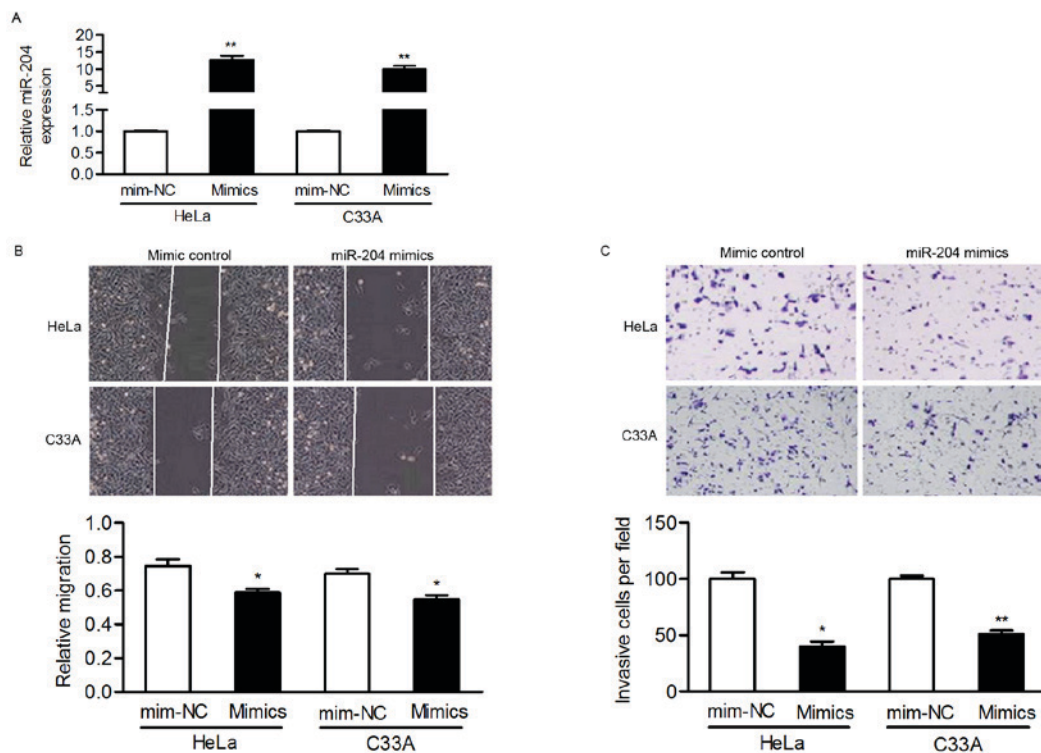 A
Relative miR-204
expression
20
15
10
5
1.5
1.0
0.5
0.0
**
**
mim-NC Mimics mim-NC Mimics
HeLa C33A
B
Mimic control miR-204 mimics
HeLa
C33A
Relative migration
1.0
0.8
0.6
0.4
0.2
0.0
*
*
mim-NC Mimics mim-NC Mimics
HeLa C33A
C
Mimic control miR-204 mimics
HeLa
C33A
Invasive cells per field
150
100
50
0
*
**
mim-NC Mimics mim-NC Mimics
HeLa C33A